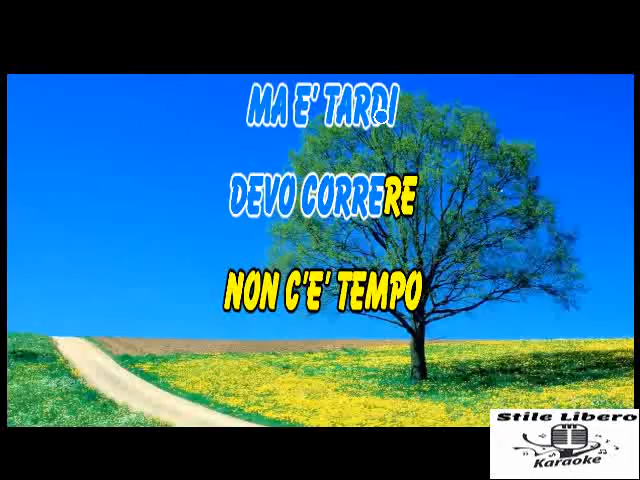 MA E' TARDI
DEVO CORRERE
NON C'E' TEMPO
Stile Libero
Karaoke